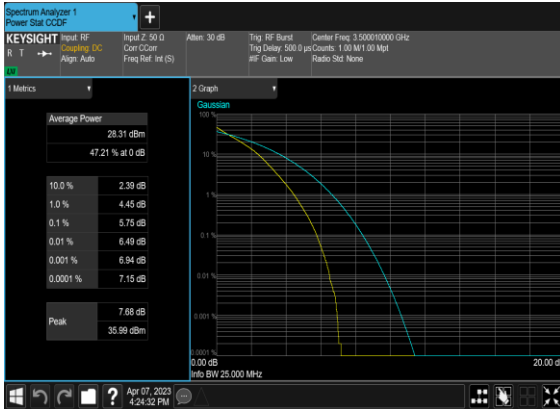 Spectrum Analyzer 1
Power Stat CCDF
+
KEYSIGHT
R T
LV
Input: RF
Coupling: DC
Align: Auto
Input Z: 50 Ω
Corr CCorr
Freq Ref: Int (S)
Atten: 30 dB
Trig: RF Burst
Trig Delay: 500.0 µs
#IF Gain: Low
Center Freq: 3.500010000 GHz
Counts: 1.00 M/1.00 Mpt
Radio Std: None
1 Metrics
Average Power
28.31 dBm
47.21 % at 0 dB
10.0 % 2.39 dB
1.0 % 4.45 dB
0.1 % 5.75 dB
0.01 % 6.49 dB
0.001 % 6.94 dB
0.0001 % 7.15 dB
Peak
7.68 dB
35.99 dBm
2 Graph
Gaussian
100 %
10 %
1 %
0.1 %
0.01 %
0.001 %
0.0001 %
0.00 dB
20.00 d
Info BW 25.000 MHz
?
Apr 07, 2023
4:24:32 PM